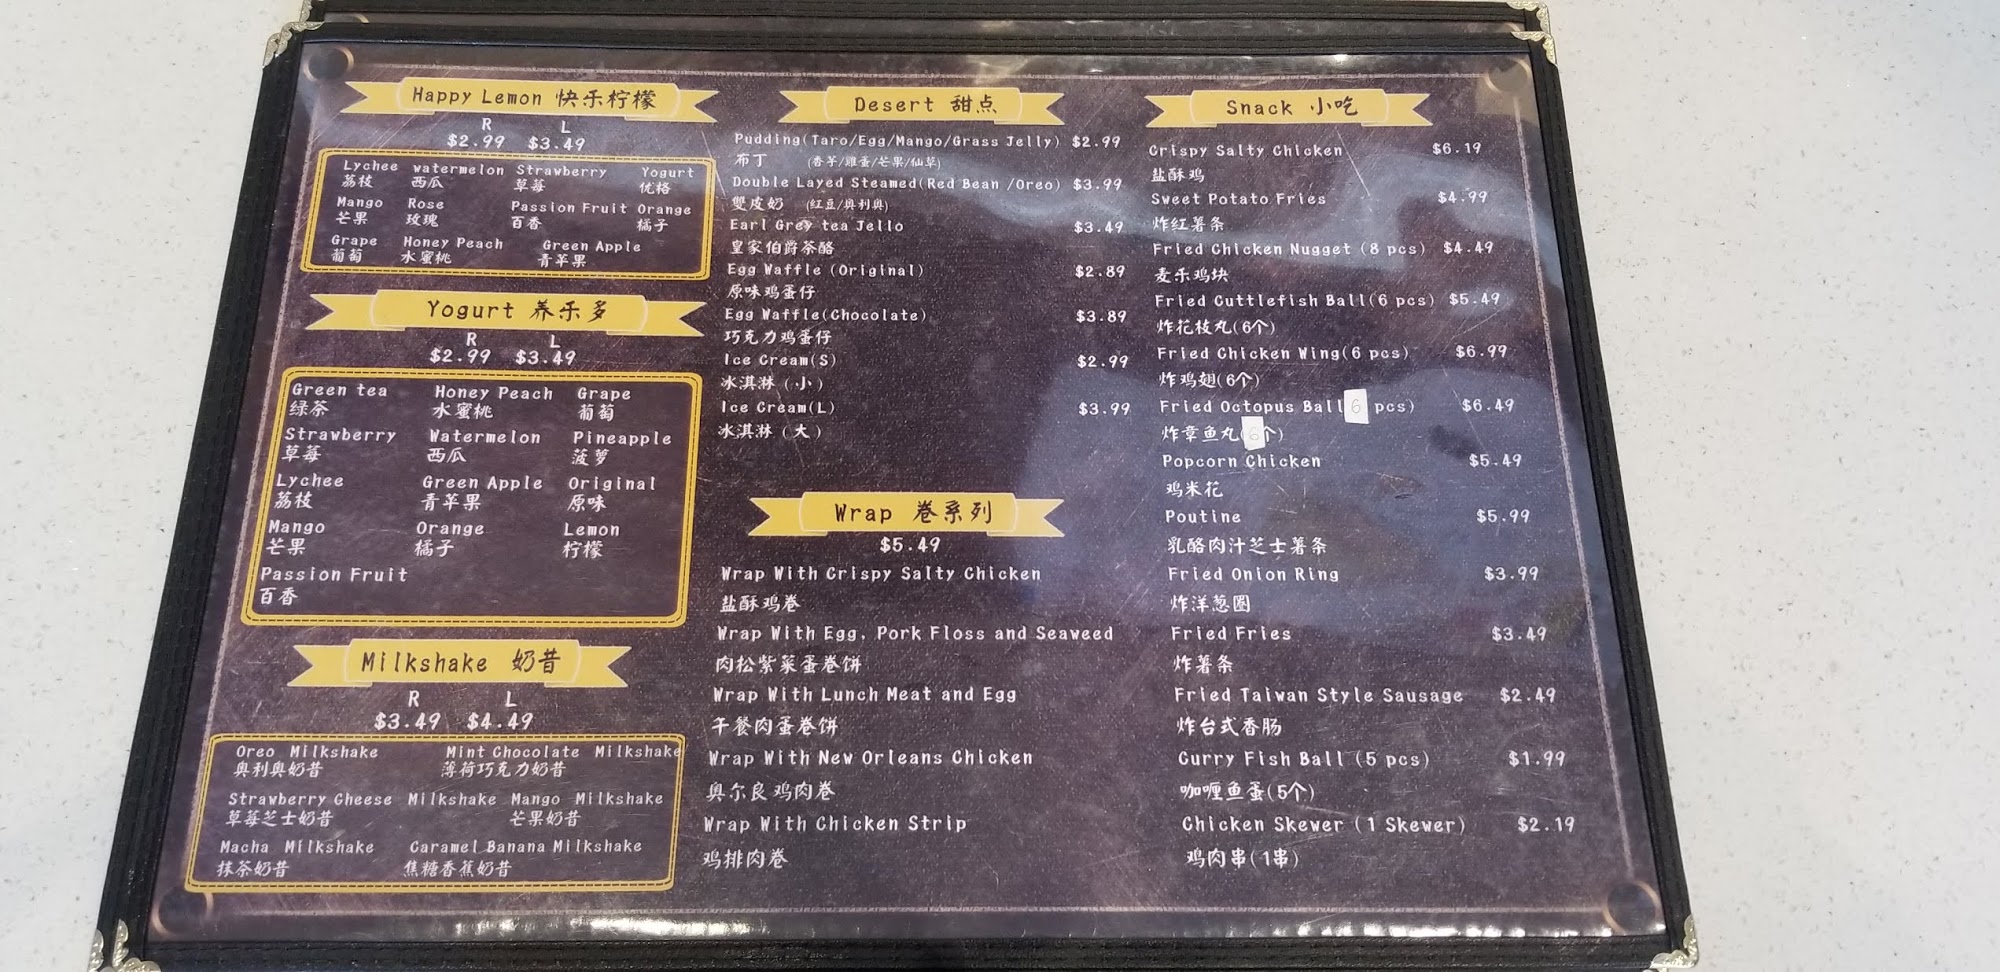 Happy Lemon 快乐柠檬
R L
$2.99 $3.49
Lychee watermelon Strawberry Yogurt
荔枝 西瓜 草莓 优格
Mango Rose Passion Fruit Orange
芒果 玫瑰 百香 橘子
Grape Honey Peach Green Apple
葡萄 水蜜桃 青苹果
Yogurt 养乐多
R L
$2.99 $3.49
Green tea Honey Peach Grape
绿茶 水蜜桃 葡萄
Strawberry Watermelon Pineapple
草莓 西瓜 菠萝
Lychee Green Apple Original
荔枝 青苹果 原味
Mango Orange Lemon
芒果 橘子 柠檬
Passion Fruit
百香
Milkshake 奶昔
R L
$3.49 $4.49
Oreo Milkshake Mint Chocolate Milkshake
奥利奥奶昔 薄荷巧克力奶昔
Strawberry Cheese Milkshake Mango Milkshake
草莓芝士奶昔 芒果奶昔
Macha Milkshake Caramel Banana Milkshake
抹茶奶昔 焦糖香蕉奶昔
Desert 甜点
Pudding(Taro/Egg/Mango/Grass Jelly) $2.99
布丁 (香芋/雞蛋/芒果/仙草)
Double Layed Steamed(Red Bean /Oreo) $3.99
雙皮奶 (红豆/奥利奥)
Earl Grey tea Jello $3.49
皇家伯爵茶酪
Egg Waffle (Original) $2.89
原味鸡蛋仔
Egg Waffle(Chocolate) $3.89
巧克力鸡蛋仔
Ice Cream(S) $2.99
冰淇淋 (小)
Ice Cream(L) $3.99
冰淇淋 (大)
Wrap 卷系列
$5.49
Wrap With Crispy Salty Chicken
盐酥鸡卷
Wrap With Egg, Pork Floss and Seaweed
肉松紫菜蛋卷饼
Wrap With Lunch Meat and Egg
午餐肉蛋卷饼
Wrap With New Orleans Chicken
奥尔良鸡肉卷
Wrap With Chicken Strip
鸡排肉卷
Snack 小吃
Crispy Salty Chicken $6.19
盐酥鸡
Sweet Potato Fries $4.99
炸红薯条
Fried Chicken Nugget (8 pcs) $4.49
麦乐鸡块
Fried Cuttlefish Ball(6 pcs) $5.49
炸花枝丸(6个)
Fried Chicken Wing(6 pcs) $6.99
炸鸡翅(6个)
Fried Octopus Ball 6 pcs) $6.49
炸章鱼丸 6个)
Popcorn Chicken $5.49
鸡米花
Poutine $5.99
乳酪肉汁芝士薯条
Fried Onion Ring $3.99
炸洋葱圈
Fried Fries $3.49
炸薯条
Fried Taiwan Style Sausage $2.49
炸台式香肠
Curry Fish Ball (5 pcs) $1.99
咖喱鱼蛋(5个)
Chicken Skewer (1 Skewer) $2.19
鸡肉串(1串)